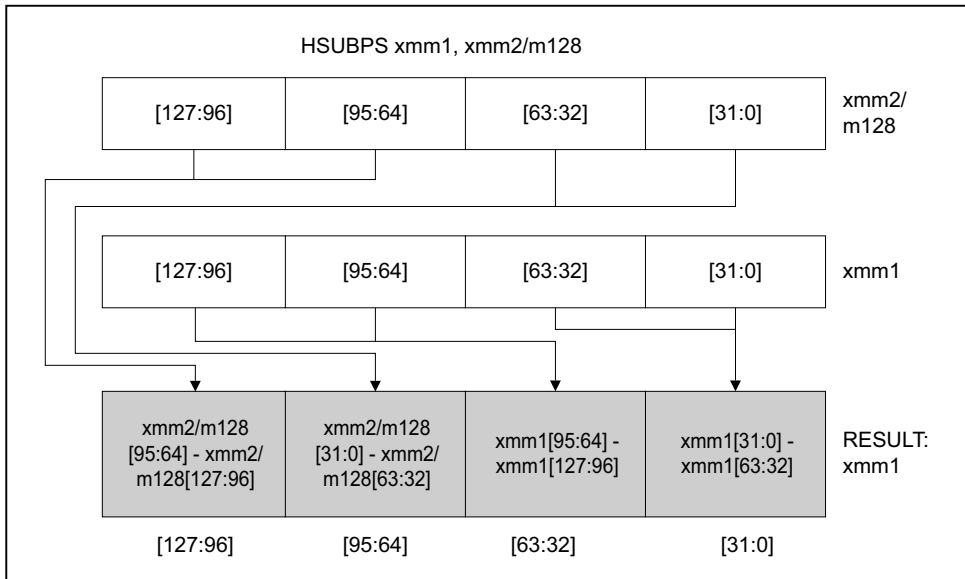 HSUBPS xmm1, xmm2/m128
[127:96] [95:64] [63:32] [31:0] xmm2/
m128
[127:96] [95:64] [63:32] [31:0] xmm1
xmm2/m128
[95:64] - xmm2/
m128[127:96]
xmm2/m128
[31:0] - xmm2/
m128[63:32]
xmm1[95:64] -
xmm1[127:96]
xmm1[31:0] -
xmm1[63:32]
RESULT:
xmm1
[127:96] [95:64] [63:32] [31:0]